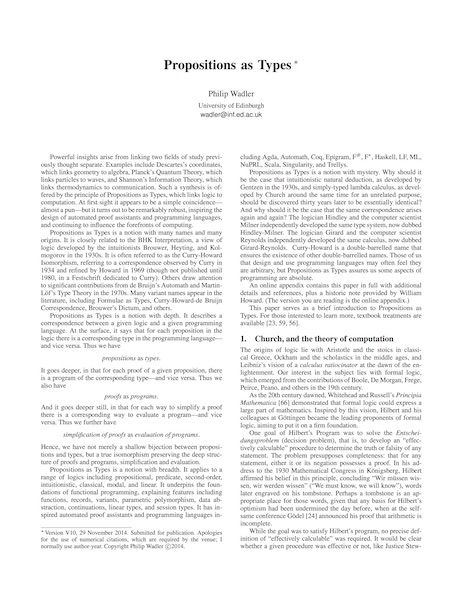 Propositions as Types *
Philip Wadler
University of Edinburgh
wadler@inf.ed.ac.uk
Powerful insights arise from linking two fields of study previ-
ously thought separate. Examples include Descartes's coordinates,
which links geometry to algebra, Planck's Quantum Theory, which
links particles to waves, and Shannon's Information Theory, which
links thermodynamics to communication. Such a synthesis is of-
fered by the principle of Propositions as Types, which links logic to
computation. At first sight it appears to be a simple coincidence—
almost a pun—but it turns out to be remarkably robust, inspiring the
design of automated proof assistants and programming languages,
and continuing to influence the forefronts of computing.
Propositions as Types is a notion with many names and many
origins. It is closely related to the BHK Interpretation, a view of
logic developed by the intuitionists Brouwer, Heyting, and Kol-
mogorov in the 1930s. It is often referred to as the Curry-Howard
Isomorphism, referring to a correspondence observed by Curry in
1934 and refined by Howard in 1969 (though not published until
1980, in a Festschrift dedicated to Curry). Others draw attention
to significant contributions from de Bruijn's Automath and Martin-
Löf's Type Theory in the 1970s. Many variant names appear in the
literature, including Formulae as Types, Curry-Howard-de Bruijn
Correspondence, Brouwer's Dictum, and others.
Propositions as Types is a notion with depth. It describes a
correspondence between a given logic and a given programming
language. At the surface, it says that for each proposition in the
logic there is a corresponding type in the programming language—
and vice versa. Thus we have
propositions as types.
It goes deeper, in that for each proof of a given proposition, there
is a program of the corresponding type—and vice versa. Thus we
also have
proofs as programs.
And it goes deeper still, in that for each way to simplify a proof
there is a corresponding way to evaluate a program—and vice
versa. Thus we further have
simplification of proofs as evaluation of programs.
Hence, we have not merely a shallow bijection between proposi-
tions and types, but a true isomorphism preserving the deep struc-
ture of proofs and programs, simplification and evaluation.
Propositions as Types is a notion with breadth. It applies to a
range of logics including propositional, predicate, second-order,
intuitionistic, classical, modal, and linear. It underpins the foun-
dations of functional programming, explaining features including
functions, records, variants, parametric polymorphism, data ab-
straction, continuations, linear types, and session types. It has in-
spired automated proof assistants and programming languages in-
* Version V10, 29 November 2014. Submitted for publication. Apologies
for the use of numerical citations, which are required by the venue; I
normally use author-year. Copyright Philip Wadler ©2014.
cluding Agda, Automath, Coq, Epigram, F#, F*, Haskell, LF, ML,
NuPRL, Scala, Singularity, and Trellys.
Propositions as Types is a notion with mystery. Why should it
be the case that intuitionistic natural deduction, as developed by
Gentzen in the 1930s, and simply-typed lambda calculus, as devel-
oped by Church around the same time for an unrelated purpose,
should be discovered thirty years later to be essentially identical?
And why should it be the case that the same correspondence arises
again and again? The logician Hindley and the computer scientist
Milner independently developed the same type system, now dubbed
Hindley-Milner. The logician Girard and the computer scientist
Reynolds independently developed the same calculus, now dubbed
Girard-Reynolds. Curry-Howard is a double-barrelled name that
ensures the existence of other double-barrelled names. Those of us
that design and use programming languages may often feel they
are arbitrary, but Propositions as Types assures us some aspects of
programming are absolute.
An online appendix contains this paper in full with additional
details and references, plus a historic note provided by William
Howard. (The version you are reading is the online appendix.)
This paper serves as a brief introduction to Propositions as
Types. For those interested to learn more, textbook treatments are
available [23, 59, 56].
1. Church, and the theory of computation
The origins of logic lie with Aristotle and the stoics in classi-
cal Greece, Ockham and the scholastics in the middle ages, and
Leibniz's vision of a calculus ratiocinator at the dawn of the en-
lightenment. Our interest in the subject lies with formal logic,
which emerged from the contributions of Boole, De Morgan, Frege,
Peirce, Peano, and others in the 19th century.
As the 20th century dawned, Whitehead and Russell's Principia
Mathematica [66] demonstrated that formal logic could express a
large part of mathematics. Inspired by this vision, Hilbert and his
colleagues at Göttingen became the leading proponents of formal
logic, aiming to put it on a firm foundation.
One goal of Hilbert's Program was to solve the Entschei-
dungsproblem (decision problem), that is, to develop an "effec-
tively calculable" procedure to determine the truth or falsity of any
statement. The problem presupposes completeness: that for any
statement, either it or its negation possesses a proof. In his ad-
dress to the 1930 Mathematical Congress in Königsberg, Hilbert
affirmed his belief in this principle, concluding "Wir müssen wis-
sen, wir werden wissen" ("We must know, we will know"), words
later engraved on his tombstone. Perhaps a tombstone is an ap-
propriate place for those words, given that any basis for Hilbert's
optimism had been undermined the day before, when at the self-
same conference Gödel [24] announced his proof that arithmetic is
incomplete.
While the goal was to satisfy Hilbert's program, no precise def-
inition of "effectively calculable" was required. It would be clear
whether a given procedure was effective or not, like Justice Stew-